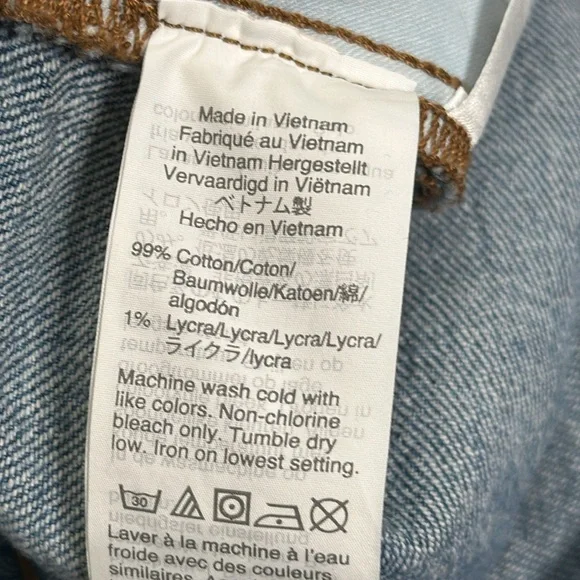 Made in Vietnam
Fabriqué au Vietnam
in Vietnam Hergestellt
Vervaardigd in Viëtnam
ベトナム製
Hecho en Vietnam
99% Cotton/Coton/
Baumwolle/Katoen/綿/
algodón
1% Lycra/Lycra/Lycra/Lycra/
ライクラ/lycra
Machine wash cold with
like colors. Non-chlorine
bleach only. Tumble dry
low. Iron on lowest setting.
30
Laver à la machine à l'eau
froide avec des couleurs
similaires.